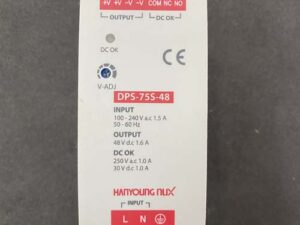 +V +V -V -V COM NC NO
OUTPUT DC OK
DC OK
CE
V-ADJ
DPS-75S-48
INPUT
100 - 240 V a.c 1.5 A
50 - 60 Hz
OUTPUT
48 V d.c 1.6 A
DC OK
250 V a.c 1.0 A
30 V d.c 1.0 A
HANYOUNG NUX
INPUT
L N